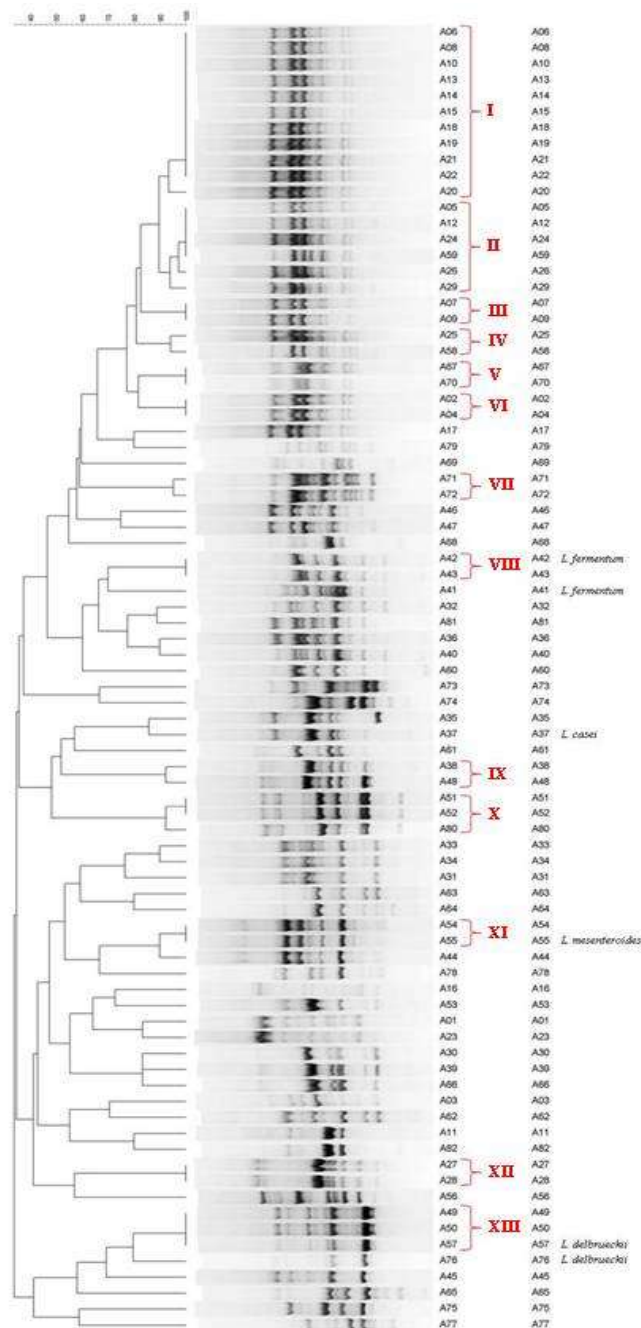 40 50 60 70 80 90 100
A06 A06
A08 A08
A10 A10
A13 A13
A14 A14
A15 I A15
A18 A18
A19 A19
A21 A21
A22 A22
A20 A20
A05 A05
A12 A12
A24 II A24
A59 A59
A26 A26
A29 A29
A07 III A07
A09 A09
A25 IV A25
A58 A58
A67 V A67
A70 A70
A02 VI A02
A04 A04
A17 A17
A79 A79
A69 A69
A71 VII A71
A72 A72
A46 A46
A47 A47
A68 A68
A42 VIII A42 L. fermentum
A43 A43
A41 A41 L. fermentum
A32 A32
A81 A81
A36 A36
A40 A40
A60 A60
A73 A73
A74 A74
A35 A35
A37 A37 L. casei
A61 A61
A38 IX A38
A48 A48
A51 A51
A52 X A52
A80 A80
A33 A33
A34 A34
A31 A31
A63 A63
A64 A64
A54 XI A54
A55 A55 L. mesenteroides
A44 A44
A78 A78
A16 A16
A53 A53
A01 A01
A23 A23
A30 A30
A39 A39
A66 A66
A03 A03
A62 A62
A11 A11
A82 A82
A27 XII A27
A28 A28
A56 A56
A49 A49
A50 XIII A50
A57 A57 L. delbrueckii
A76 A76 L. delbrueckii
A45 A45
A65 A65
A75 A75
A77 A77